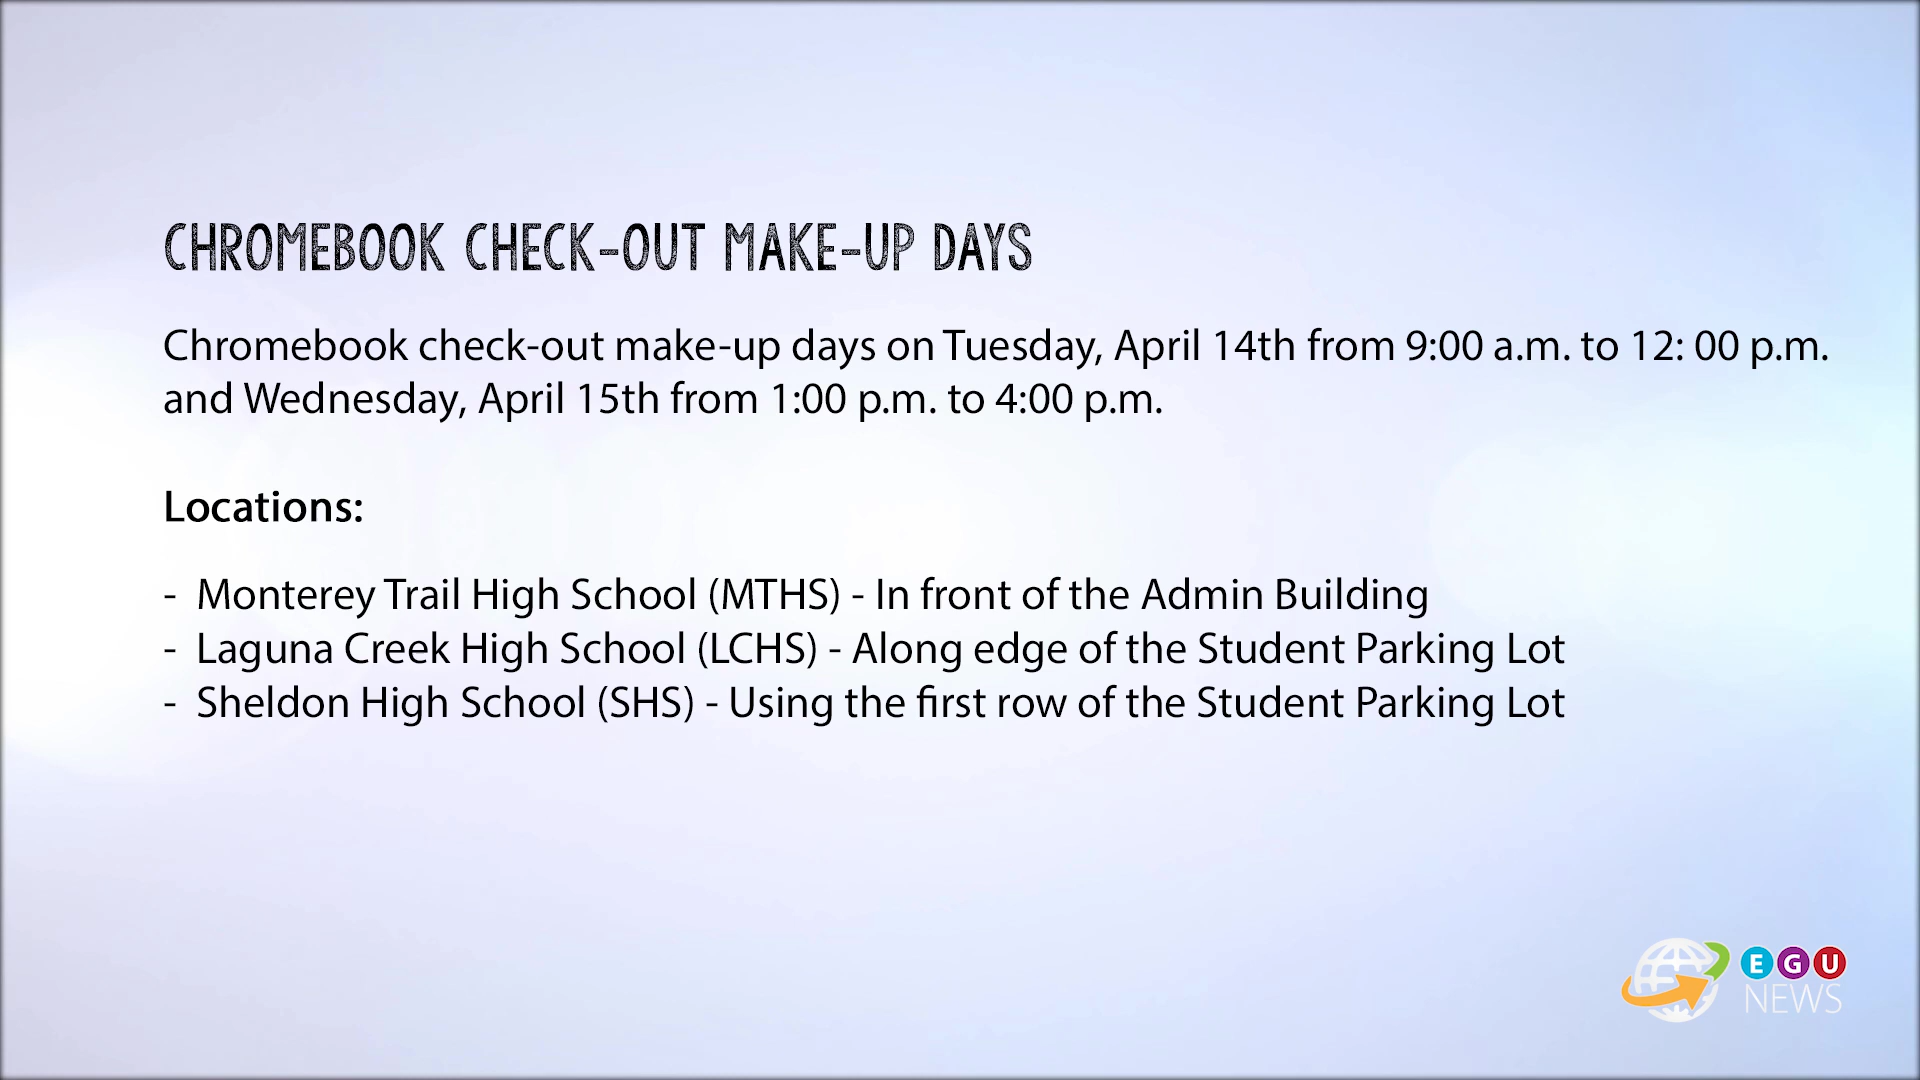 CHROMEBOOK CHECK-OUT MAKE-UP DAYS
Chromebook check-out make-up days on Tuesday, April 14th from 9:00 a.m. to 12: 00 p.m.
and Wednesday, April 15th from 1:00 p.m. to 4:00 p.m.
Locations:
- Monterey Trail High School (MTHS) - In front of the Admin Building
- Laguna Creek High School (LCHS) - Along edge of the Student Parking Lot
- Sheldon High School (SHS) - Using the first row of the Student Parking Lot
EGU
NEWS